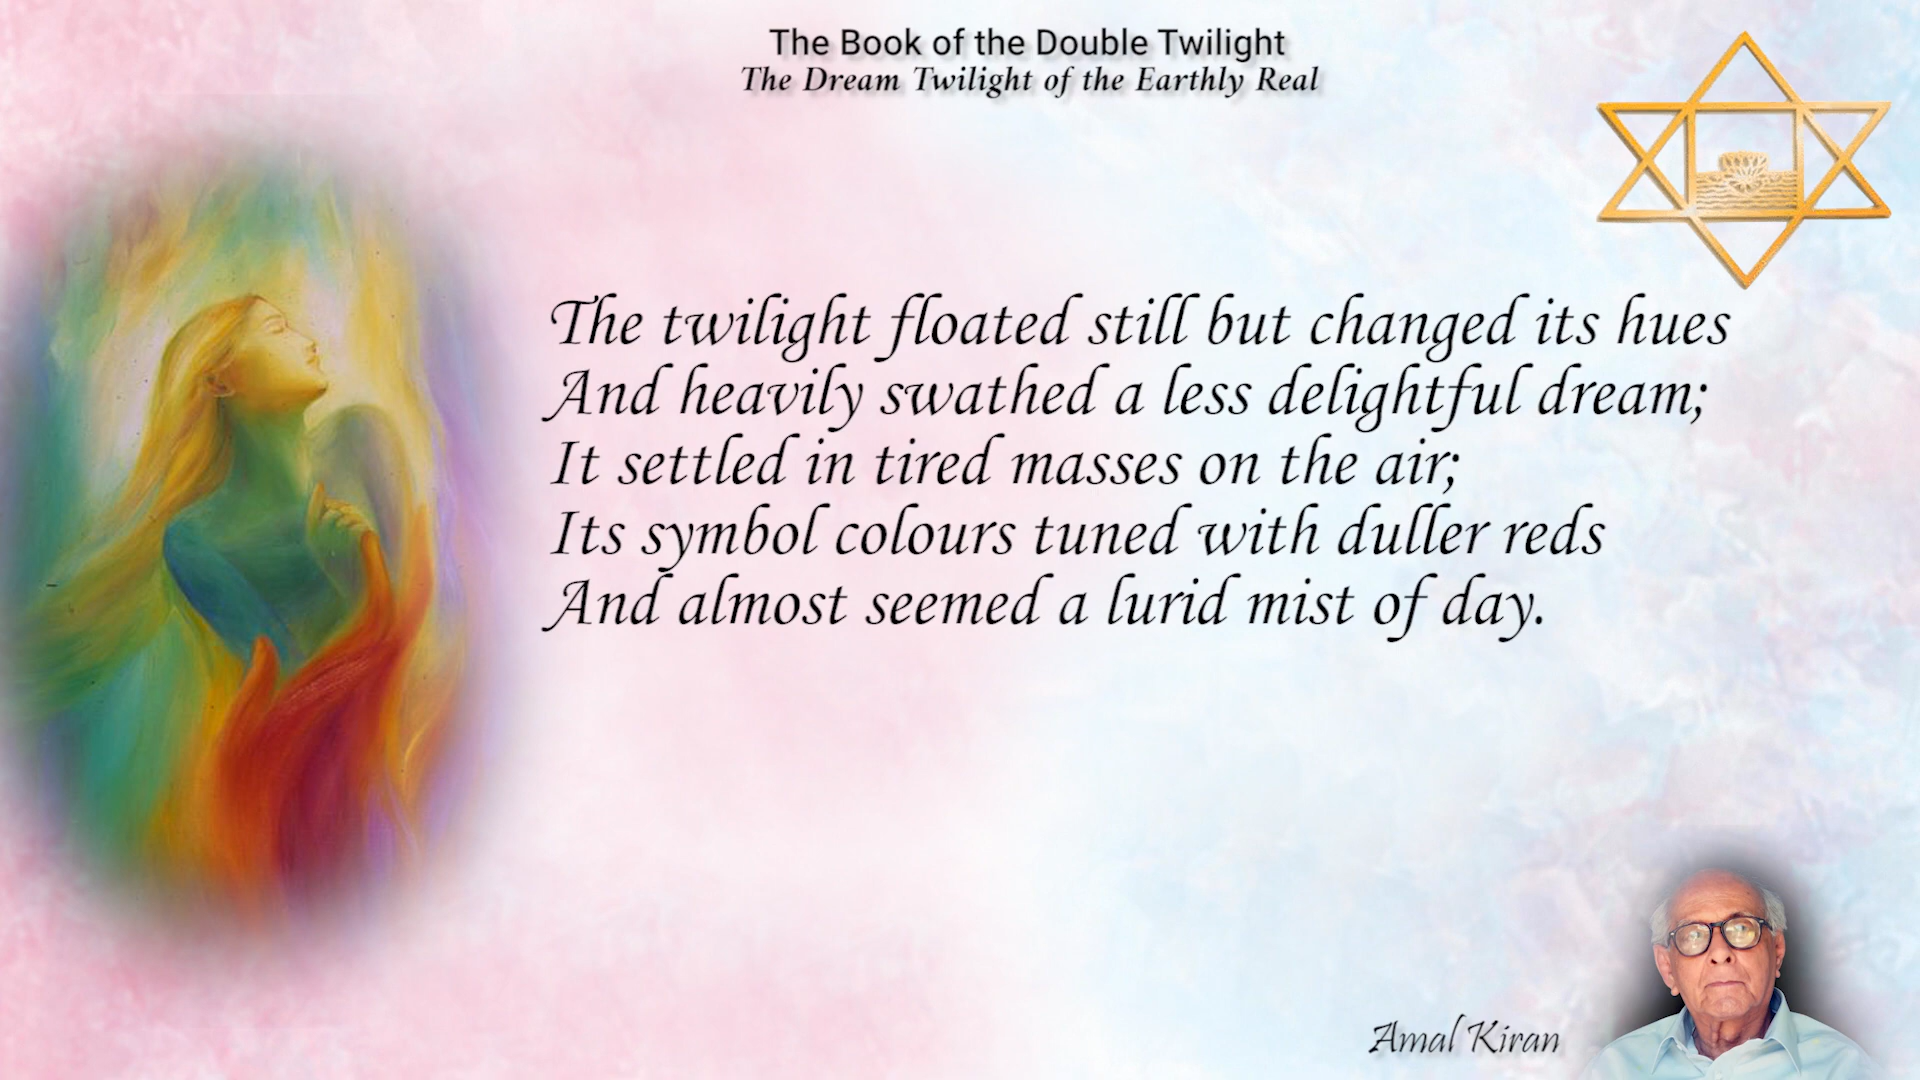 The Book of the Double Twilight
The Dream Twilight of the Earthly Real
The twilight floated still but changed its hues
And heavily swathed a less delightful dream;
It settled in tired masses on the air;
Its symbol colours tuned with duller reds
And almost seemed a lurid mist of day.
Amal Kiran